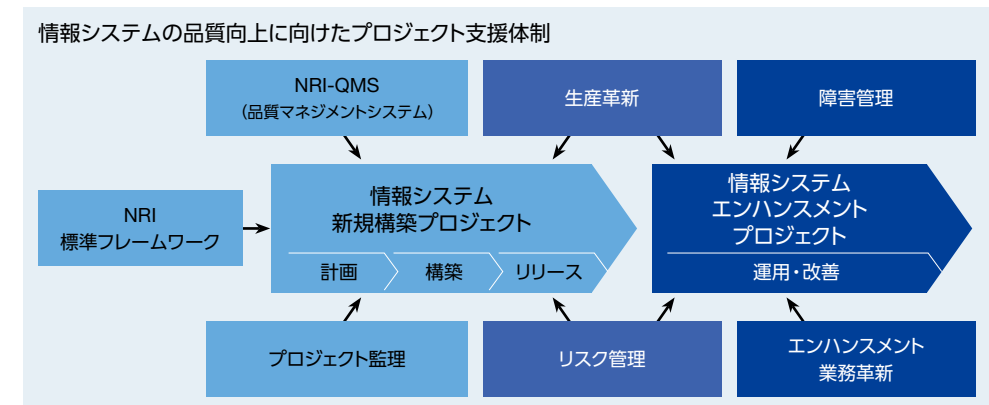 情報システムの品質向上に向けたプロジェクト支援体制
NRI-QMS
（品質マネジメントシステム）
生産革新
障害管理
NRI
標準フレームワーク
情報システム
新規構築プロジェクト
計画
構築
リリース
情報システム
エンハンスメント
プロジェクト
運用・改善
プロジェクト監理
リスク管理
エンハンスメント
業務革新